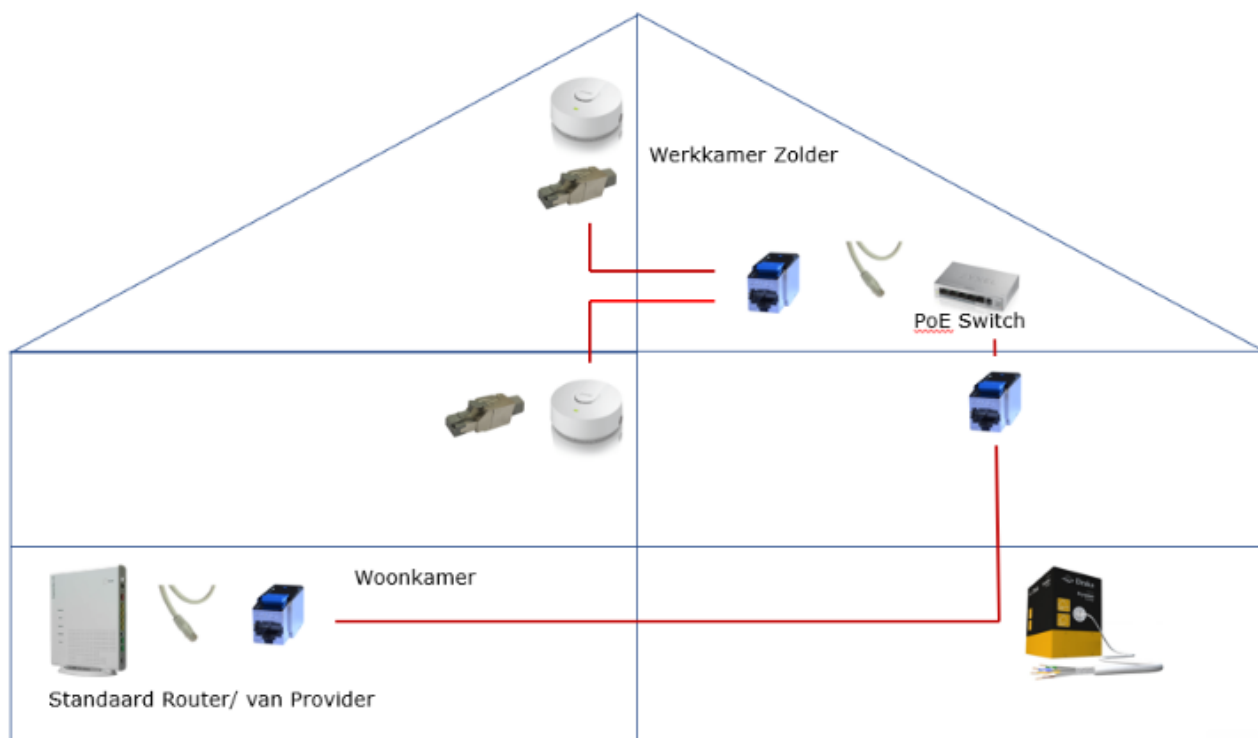 Werkkamer Zolder
PoE Switch
Woonkamer
Standaard Router/ van Provider